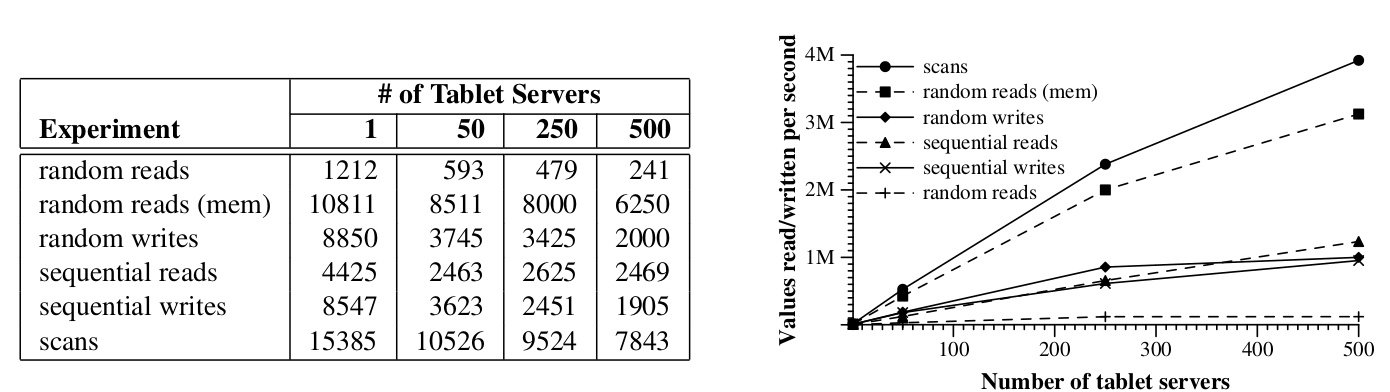 # of Tablet Servers
Experiment 1 50 250 500
random reads 1212 593 479 241
random reads (mem) 10811 8511 8000 6250
random writes 8850 3745 3425 2000
sequential reads 4425 2463 2625 2469
sequential writes 8547 3623 2451 1905
scans 15385 10526 9524 7843
Values read/written per second
4M
3M
2M
1M
scans
random reads (mem)
random writes
sequential reads
sequential writes
random reads
100 200 300 400 500
Number of tablet servers